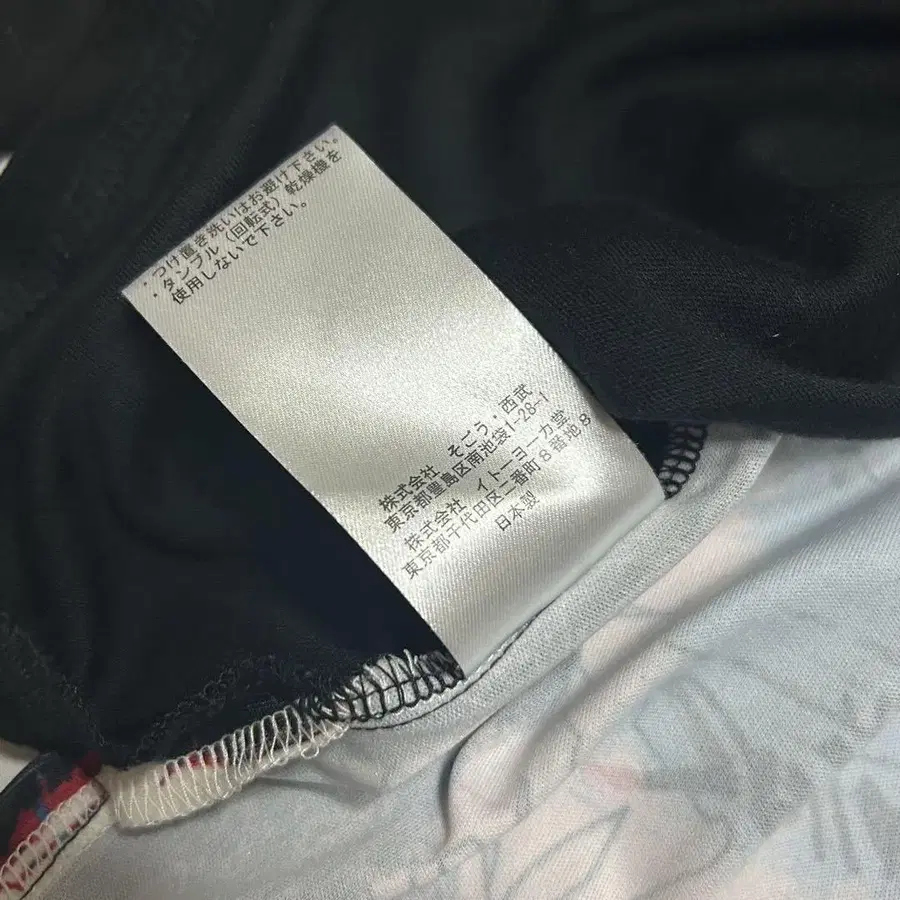 ・つけ置き洗いはお避け下さい。
・タンブル（回転式）乾燥機を
使用しないで下さい。
株式会社 そごう・西武
東京都豊島区南池袋1-28-1
株式会社 イトーヨーカ堂
東京都千代田区二番町8番地8
日本製